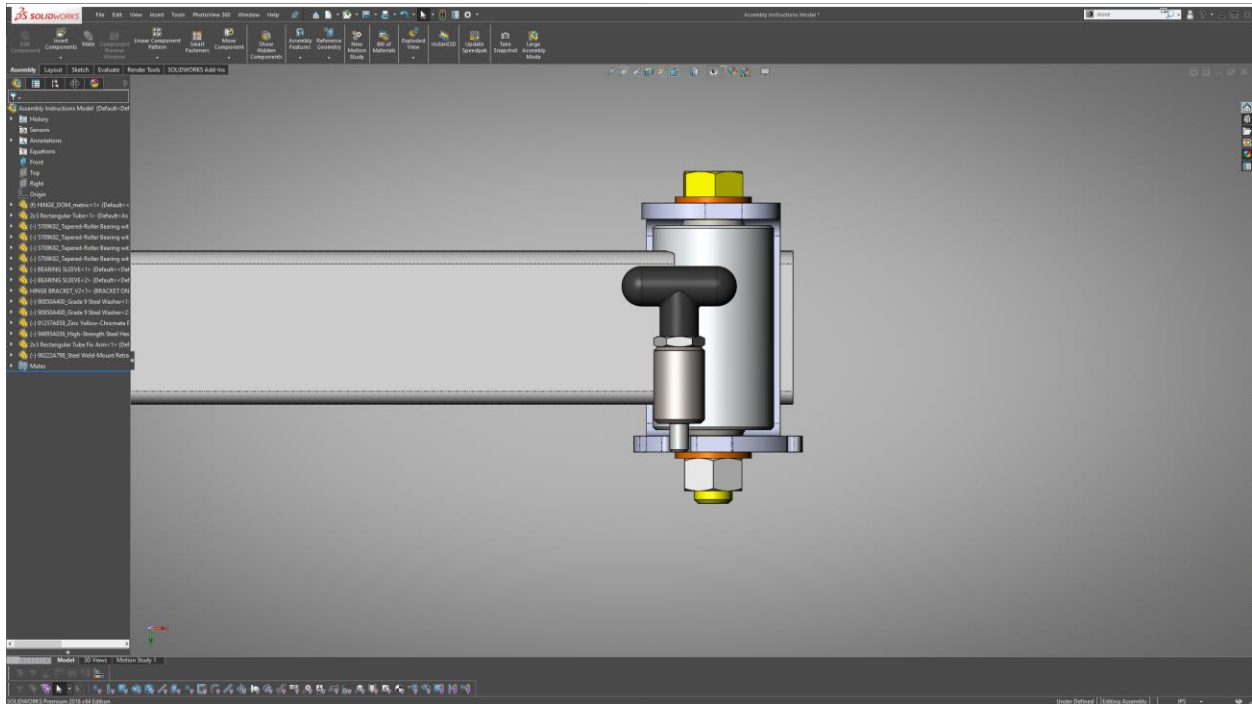 SOLIDWORKS File Edit View Insert Tools PhotoView 360 Window Help
Assembly Instructions Model *
more
Edit Component
Insert Components
Mate
Component Preview Window
Linear Component Pattern
Smart Fasteners
Move Component
Show Hidden Components
Assembly Features
Reference Geometry
New Motion Study
Bill of Materials
Exploded View
Instant3D
Update Speedpak
Take Snapshot
Large Assembly Mode
Assembly Layout Sketch Evaluate Render Tools SOLIDWORKS Add-Ins
Assembly Instructions Model (Default<Def
History
Sensors
Annotations
Equations
Front
Top
Right
Origin
(f) HINGE_DOM_metric<1> (Default<<
2x3 Rectangular Tube<1> (Default<As
(-) 5709K82_Tapered-Roller Bearing wit
(-) 5709K82_Tapered-Roller Bearing wit
(-) 5709K82_Tapered-Roller Bearing wit
(-) 5709K82_Tapered-Roller Bearing wit
(-) BEARING SLEEVE<1> (Default<<Def
(-) BEARING SLEEVE<2> (Default<<Def
HINGE BRACKET_V2<1> (BRACKET ON
(-) 90850A400_Grade 9 Steel Washer<1
(-) 90850A400_Grade 9 Steel Washer<2
(-) 91257A858_Zinc Yellow-Chromate P
(-) 94895A036_High-Strength Steel Hex
2x3 Rectangular Tube Fix Arm<1> (Def
(-) 90222A798_Steel Weld-Mount Retra
Mates
Model 3D Views Motion Study 1
SOLIDWORKS Premium 2018 x64 Edition
Under Defined Editing Assembly IPS